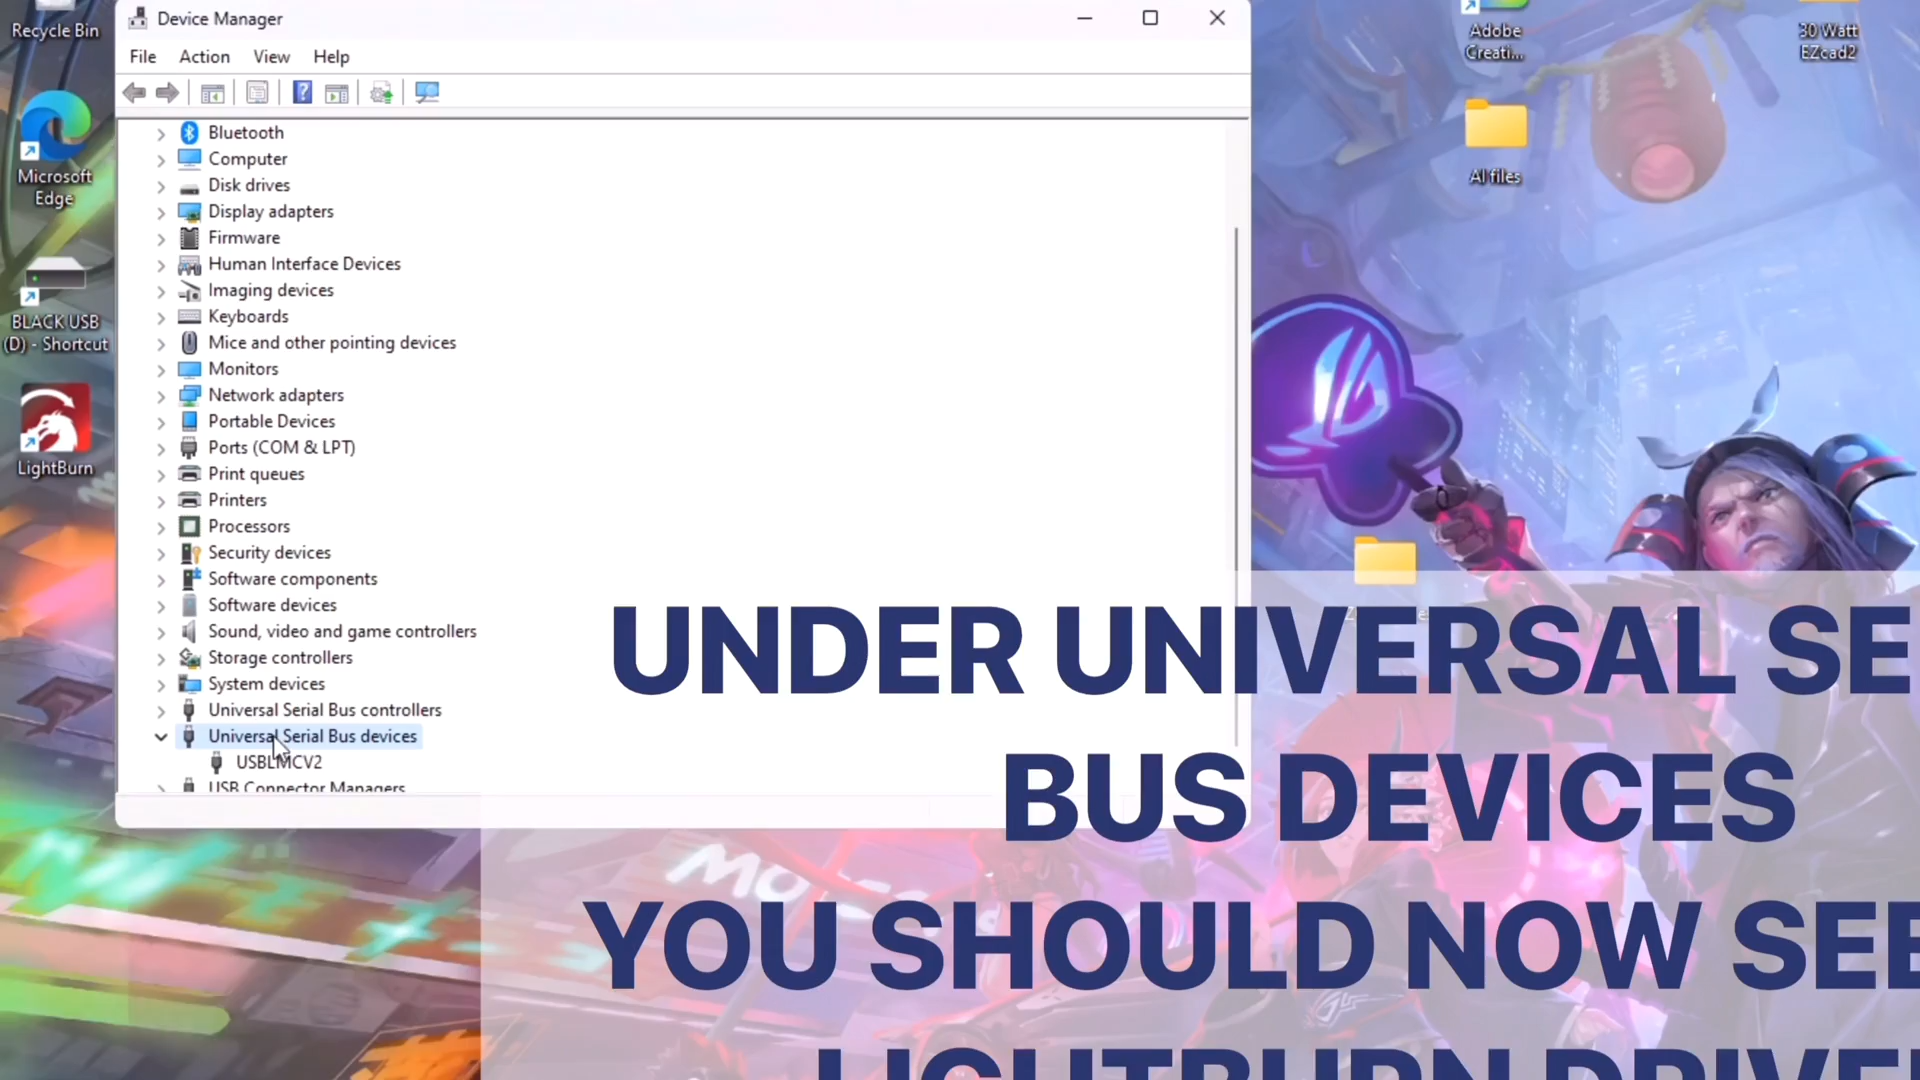 Recycle Bin
Device Manager
File Action View Help
Bluetooth
Computer
Disk drives
Display adapters
Firmware
Human Interface Devices
Imaging devices
Keyboards
Mice and other pointing devices
Monitors
Network adapters
Portable Devices
Ports (COM & LPT)
Print queues
Printers
Processors
Security devices
Software components
Software devices
Sound, video and game controllers
Storage controllers
System devices
Universal Serial Bus controllers
Universal Serial Bus devices
USBLMCV2
USB Connector Managers
Microsoft
Edge
BLACK USB
(D) - Shortcut
LightBurn
Adobe
Creati...
30 Watt
EZcad2
AI files
UNDER UNIVERSAL SE
BUS DEVICES
YOU SHOULD NOW SEE
LIGHTBURN DRIVE